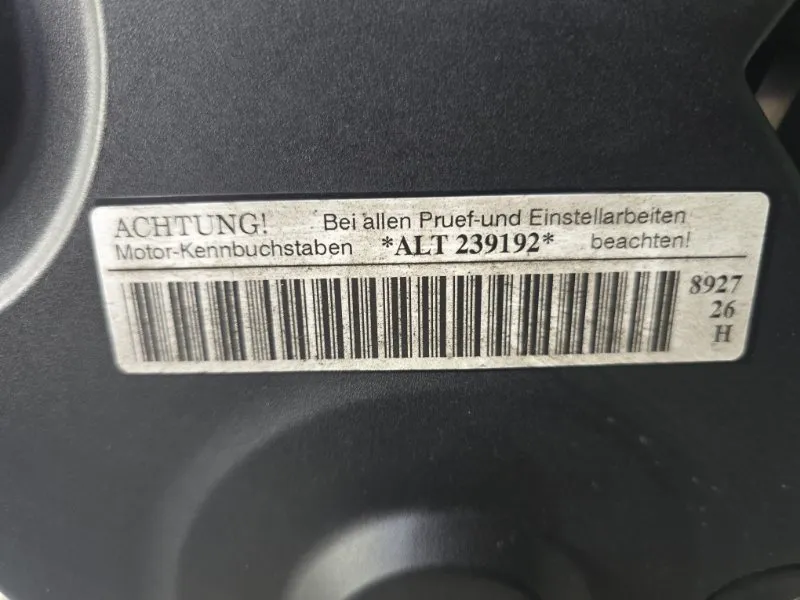 ACHTUNG! Bei allen Pruef-und Einstellarbeiten
Motor-Kennbuchstaben *ALT 239192* beachten!
8927
26
H